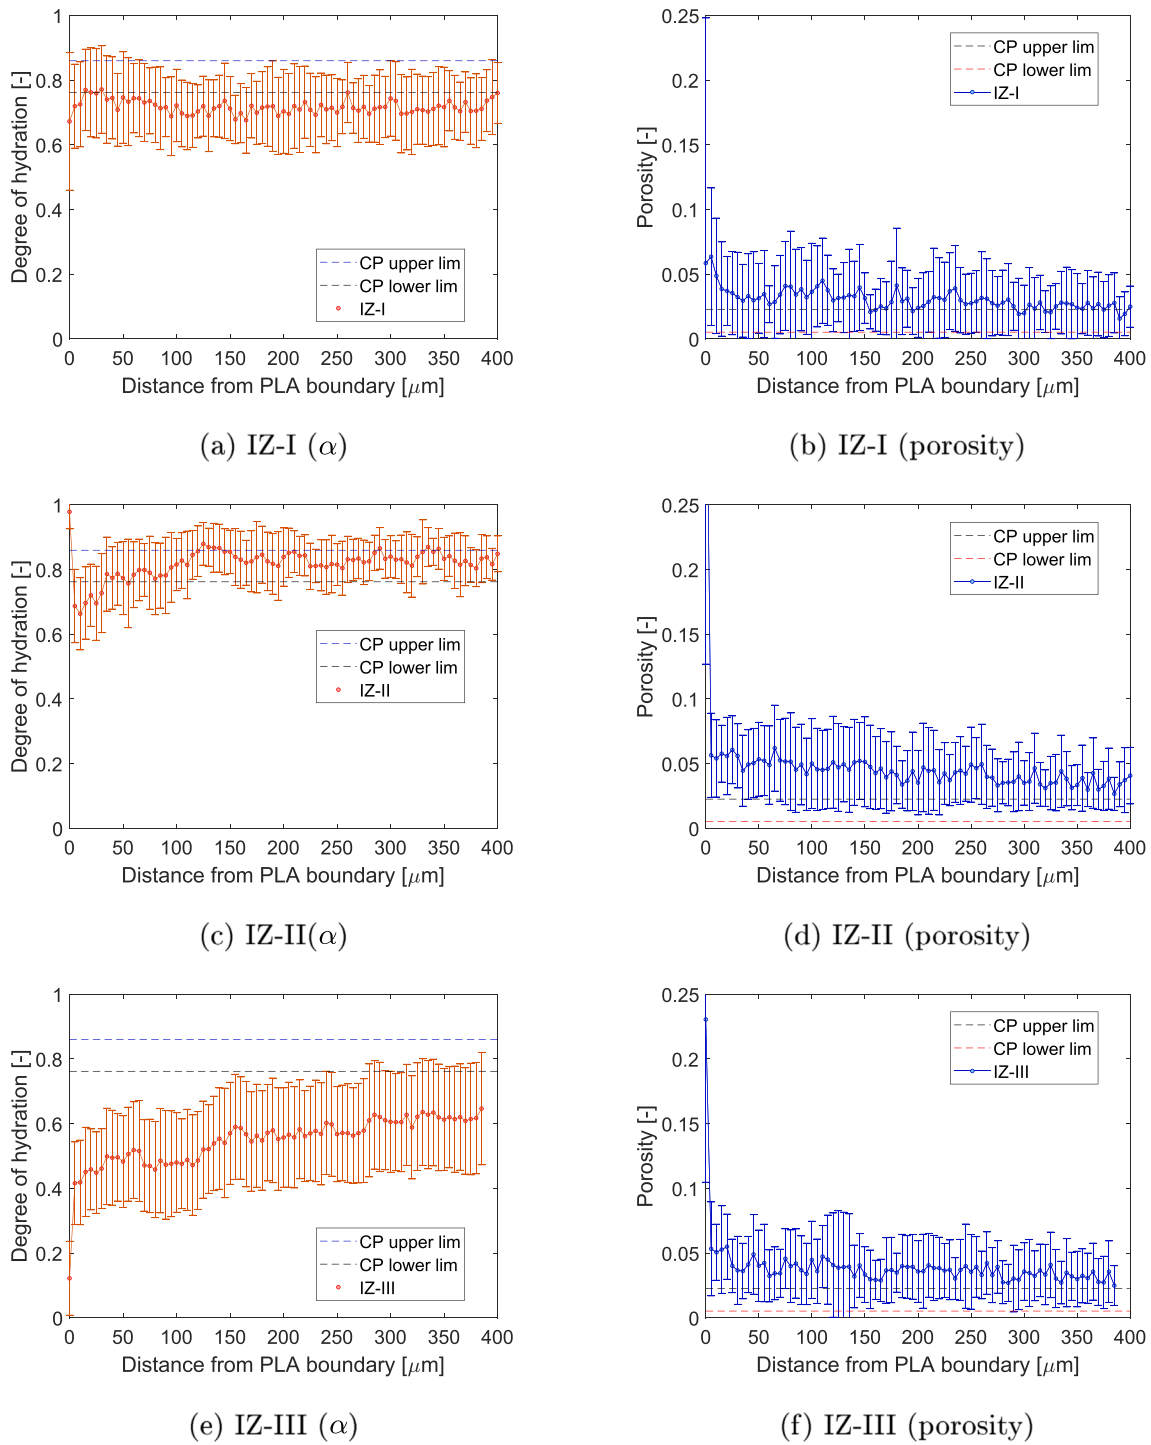 1
0.8
0.6
0.4
0.2
0
Degree of hydration [-]
CP upper lim
CP lower lim
IZ-I
0 50 100 150 200 250 300 350 400
Distance from PLA boundary [μm]
(a) IZ-I (α)
0.25
0.2
0.15
0.1
0.05
0
Porosity [-]
CP upper lim
CP lower lim
IZ-I
0 50 100 150 200 250 300 350 400
Distance from PLA boundary [μm]
(b) IZ-I (porosity)
1
0.8
0.6
0.4
0.2
0
Degree of hydration [-]
CP upper lim
CP lower lim
IZ-II
0 50 100 150 200 250 300 350 400
Distance from PLA boundary [μm]
(c) IZ-II(α)
0.25
0.2
0.15
0.1
0.05
0
Porosity [-]
CP upper lim
CP lower lim
IZ-II
0 50 100 150 200 250 300 350 400
Distance from PLA boundary [μm]
(d) IZ-II (porosity)
1
0.8
0.6
0.4
0.2
0
Degree of hydration [-]
CP upper lim
CP lower lim
IZ-III
0 50 100 150 200 250 300 350 400
Distance from PLA boundary [μm]
(e) IZ-III (α)
0.25
0.2
0.15
0.1
0.05
0
Porosity [-]
CP upper lim
CP lower lim
IZ-III
0 50 100 150 200 250 300 350 400
Distance from PLA boundary [μm]
(f) IZ-III (porosity)